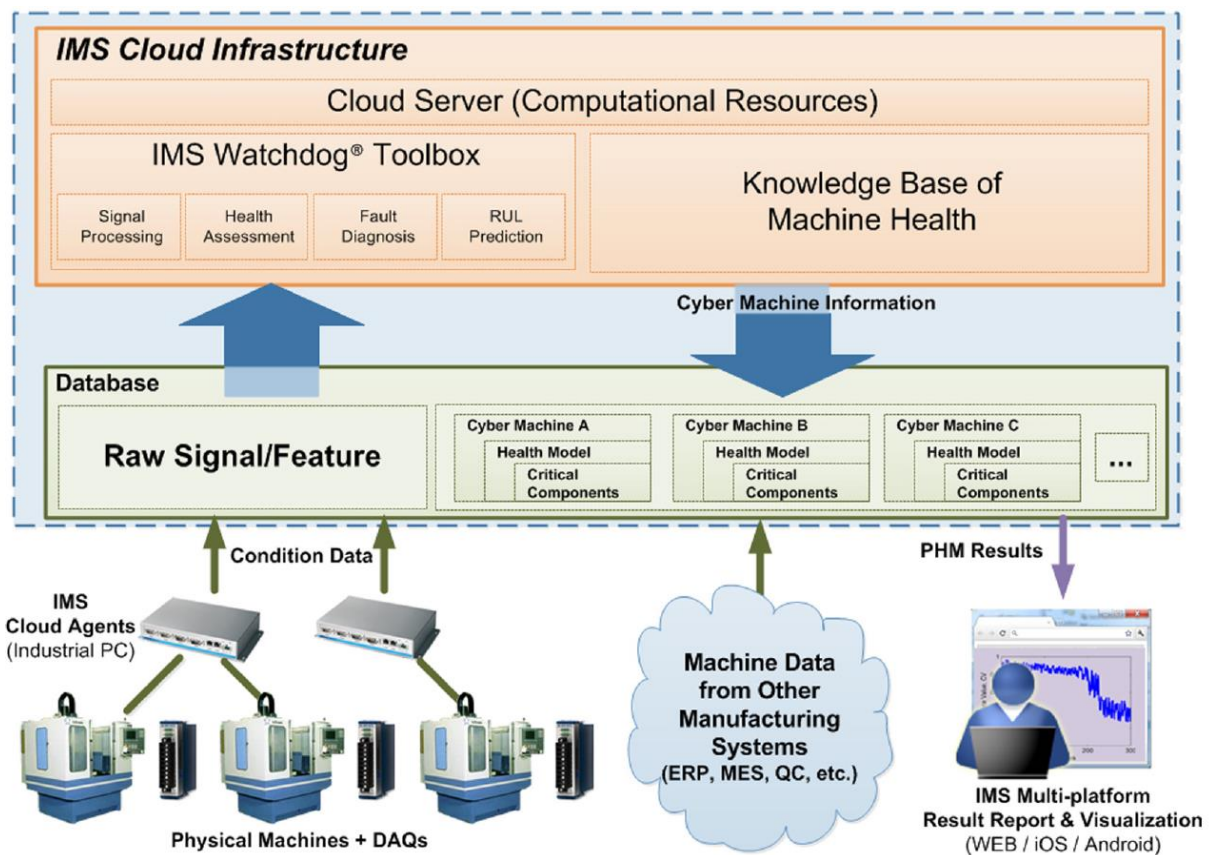 IMS Cloud Infrastructure
Cloud Server (Computational Resources)
IMS Watchdog® Toolbox
Signal
Processing
Health
Assessment
Fault
Diagnosis
RUL
Prediction
Knowledge Base of
Machine Health
Cyber Machine Information
Database
Raw Signal/Feature
Cyber Machine A
Health Model
Critical
Components
Cyber Machine B
Health Model
Critical
Components
Cyber Machine C
Health Model
Critical
Components
...
Condition Data
PHM Results
IMS
Cloud Agents
(Industrial PC)
Machine Data
from Other
Manufacturing
Systems
(ERP, MES, QC, etc.)
Value, CV
200
300
Physical Machines + DAQs
IMS Multi-platform
Result Report & Visualization
(WEB / iOS / Android)